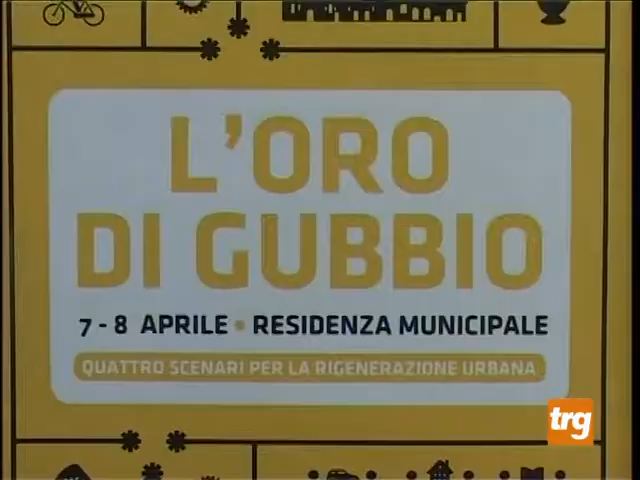 L'ORO
DI GUBBIO
7 - 8 APRILE • RESIDENZA MUNICIPALE
QUATTRO SCENARI PER LA RIGENERAZIONE URBANA
trg